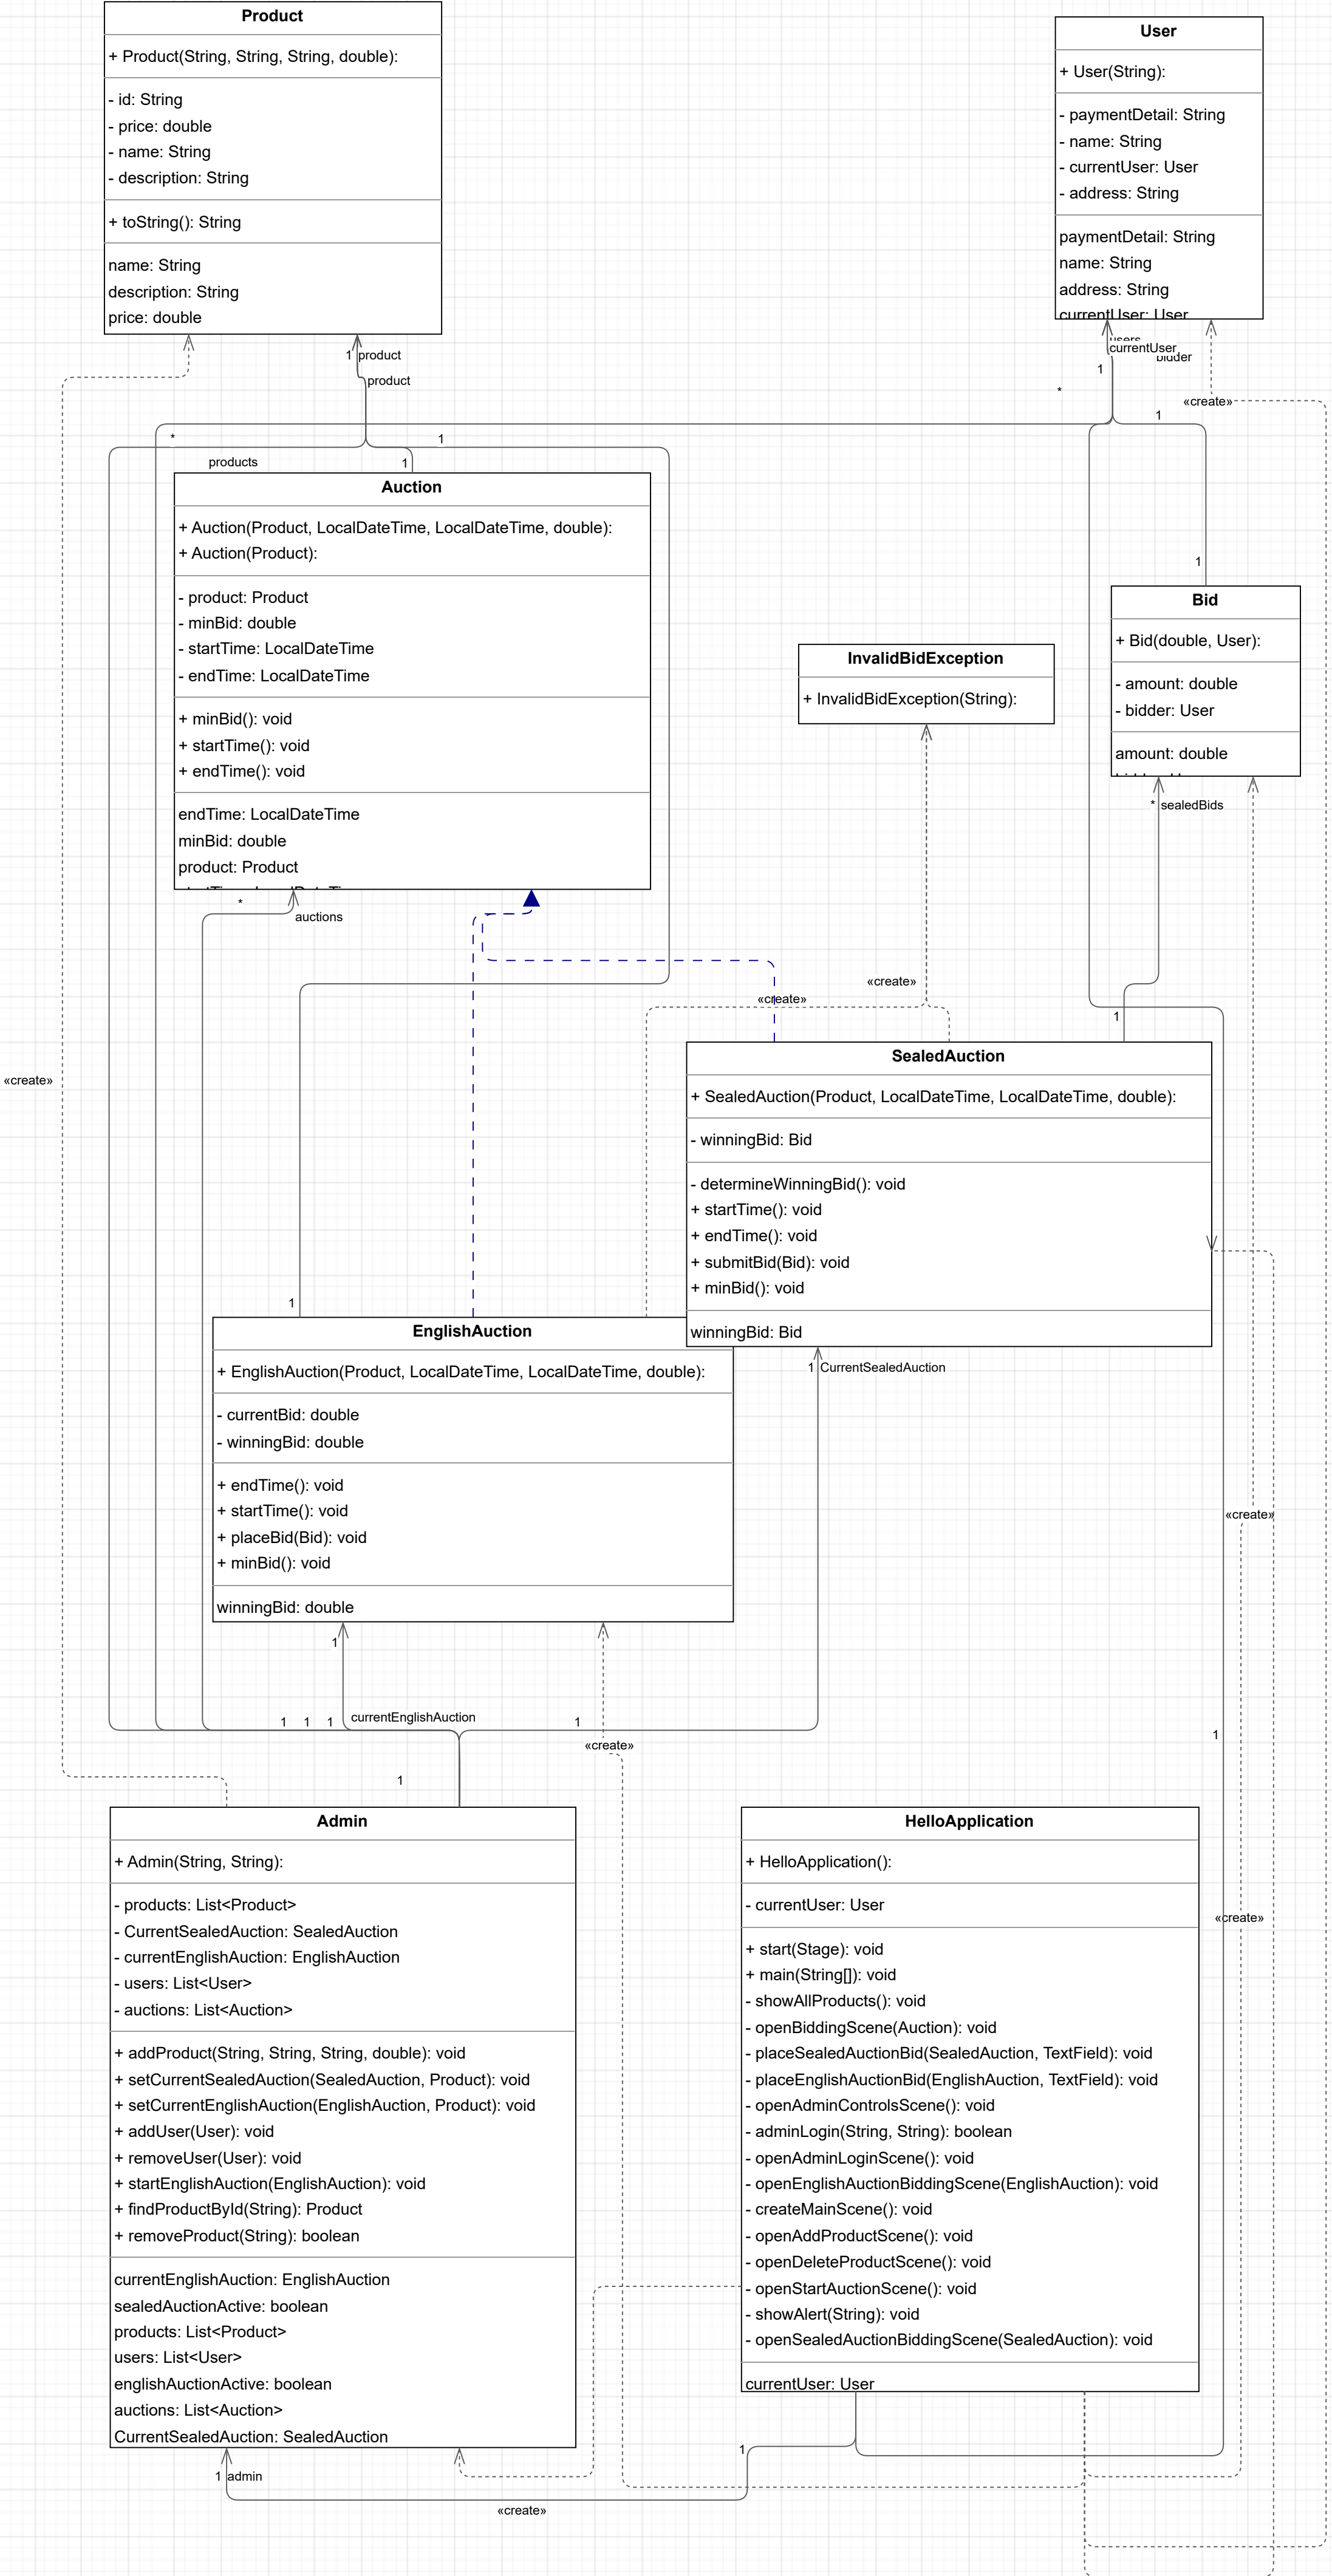 Product
+ Product(String, String, String, double):
- id: String
- price: double
- name: String
- description: String
+ toString(): String
name: String
description: String
price: double
User
+ User(String):
- paymentDetail: String
- name: String
- currentUser: User
- address: String
paymentDetail: String
name: String
address: String
currentUser: User
users
currentUser
bidder
1
*
1
«create»
1 product
product
*
1
products
1
Auction
+ Auction(Product, LocalDateTime, LocalDateTime, double):
+ Auction(Product):
- product: Product
- minBid: double
- startTime: LocalDateTime
- endTime: LocalDateTime
+ minBid(): void
+ startTime(): void
+ endTime(): void
endTime: LocalDateTime
minBid: double
product: Product
*
auctions
1
Bid
+ Bid(double, User):
- amount: double
- bidder: User
amount: double
* sealedBids
InvalidBidException
+ InvalidBidException(String):
«create»
«create»
1
«create»
SealedAuction
+ SealedAuction(Product, LocalDateTime, LocalDateTime, double):
- winningBid: Bid
- determineWinningBid(): void
+ startTime(): void
+ endTime(): void
+ submitBid(Bid): void
+ minBid(): void
winningBid: Bid
1 CurrentSealedAuction
1
EnglishAuction
+ EnglishAuction(Product, LocalDateTime, LocalDateTime, double):
- currentBid: double
- winningBid: double
+ endTime(): void
+ startTime(): void
+ placeBid(Bid): void
+ minBid(): void
winningBid: double
«create»
1
currentEnglishAuction
1
1
1
1
1
«create»
1
Admin
+ Admin(String, String):
- products: List<Product>
- CurrentSealedAuction: SealedAuction
- currentEnglishAuction: EnglishAuction
- users: List<User>
- auctions: List<Auction>
+ addProduct(String, String, String, double): void
+ setCurrentSealedAuction(SealedAuction, Product): void
+ setCurrentEnglishAuction(EnglishAuction, Product): void
+ addUser(User): void
+ removeUser(User): void
+ startEnglishAuction(EnglishAuction): void
+ findProductById(String): Product
+ removeProduct(String): boolean
currentEnglishAuction: EnglishAuction
sealedAuctionActive: boolean
products: List<Product>
users: List<User>
englishAuctionActive: boolean
auctions: List<Auction>
CurrentSealedAuction: SealedAuction
HelloApplication
+ HelloApplication():
- currentUser: User
+ start(Stage): void
+ main(String[]): void
- showAllProducts(): void
- openBiddingScene(Auction): void
- placeSealedAuctionBid(SealedAuction, TextField): void
- placeEnglishAuctionBid(EnglishAuction, TextField): void
- openAdminControlsScene(): void
- adminLogin(String, String): boolean
- openAdminLoginScene(): void
- openEnglishAuctionBiddingScene(EnglishAuction): void
- createMainScene(): void
- openAddProductScene(): void
- openDeleteProductScene(): void
- openStartAuctionScene(): void
- showAlert(String): void
- openSealedAuctionBiddingScene(SealedAuction): void
currentUser: User
«create»
1
1 admin
«create»